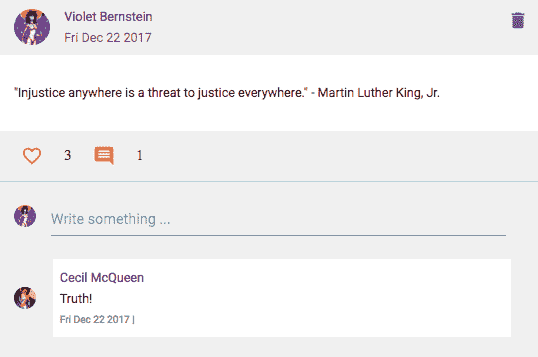 Violet Bernstein
Fri Dec 22 2017
"Injustice anywhere is a threat to justice everywhere." - Martin Luther King, Jr.
3 1
Write something ...
Cecil McQueen
Truth!
Fri Dec 22 2017 |